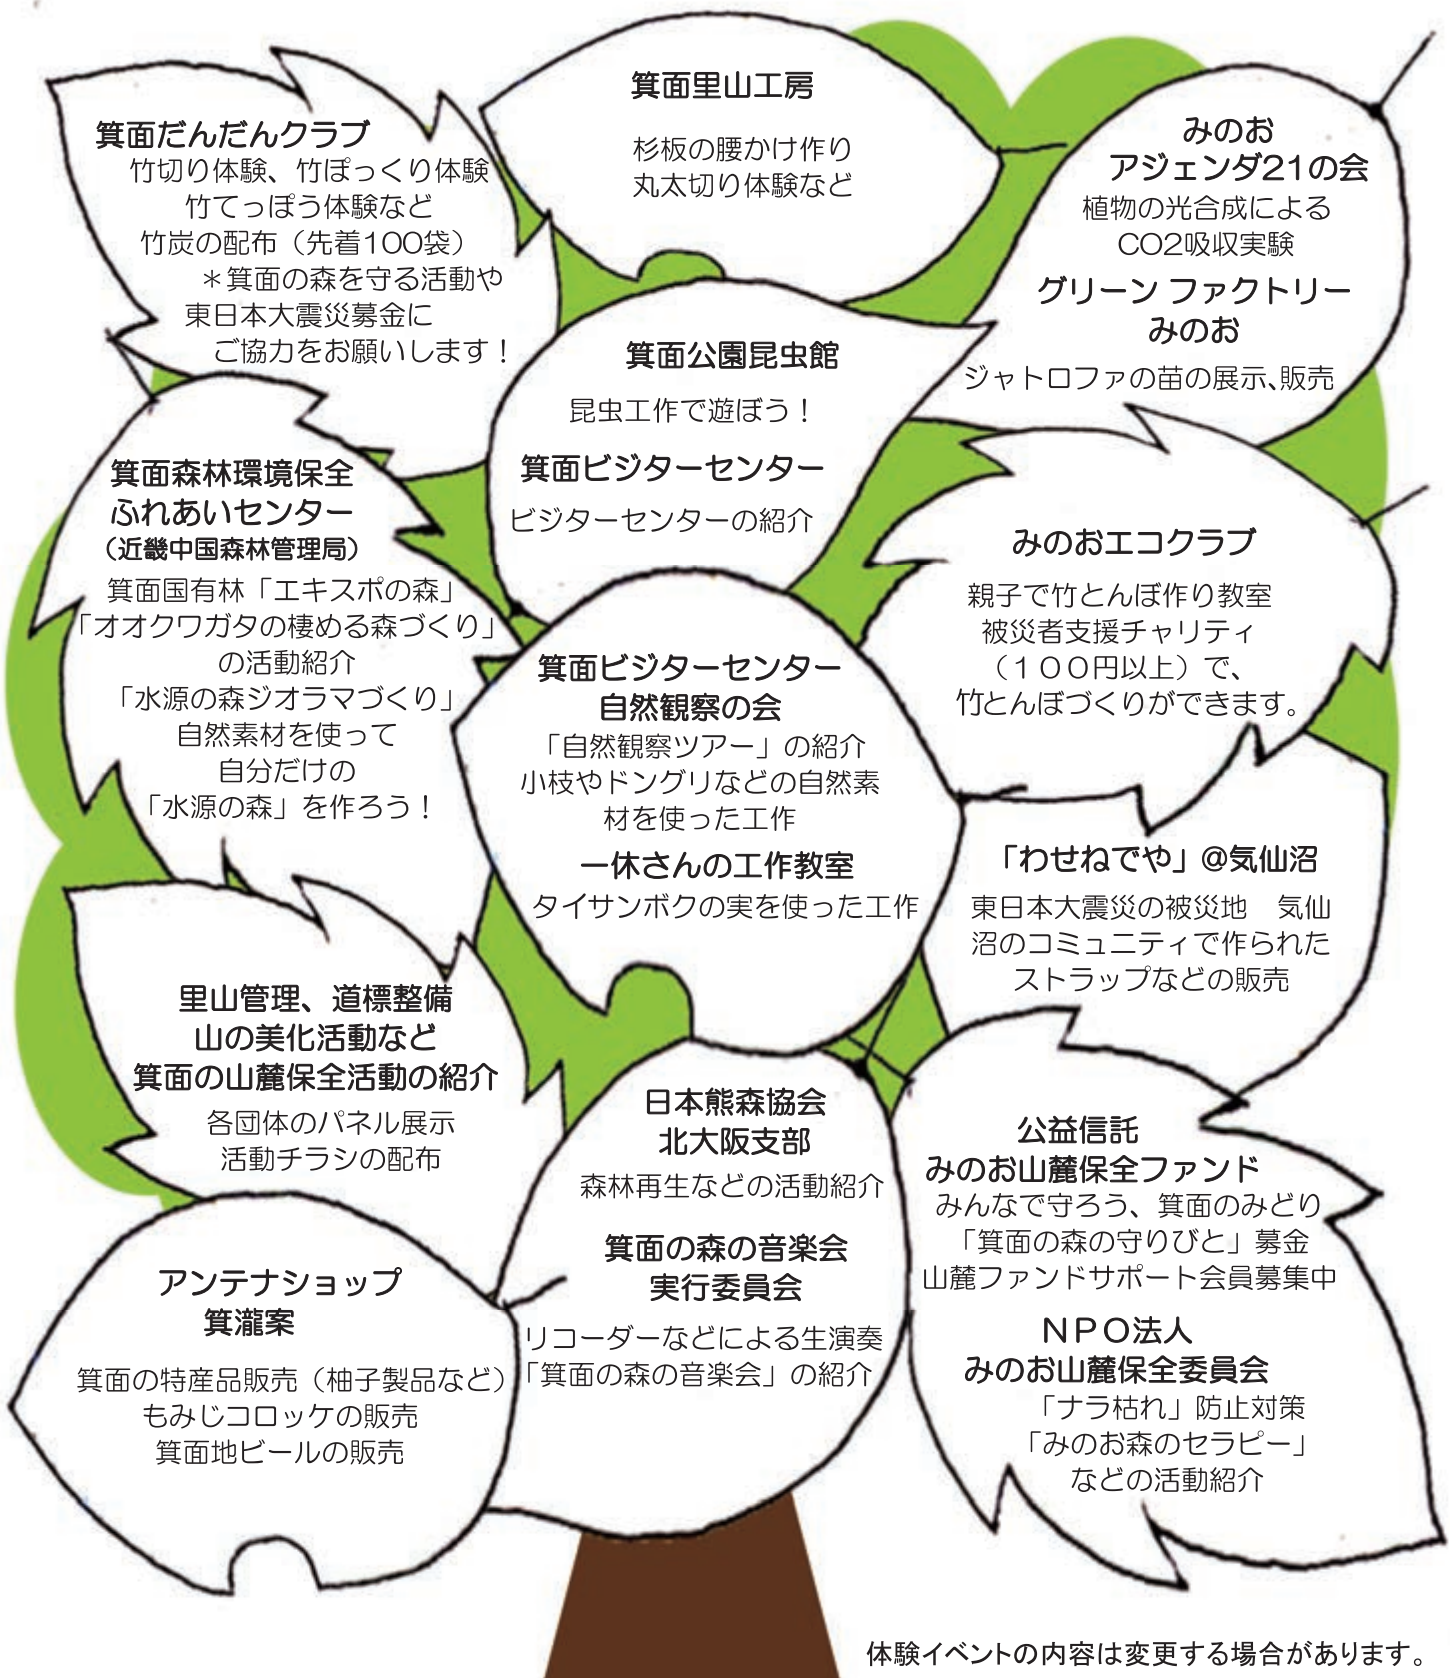 箕面だんだんクラブ
竹切り体験、竹ぽっくり体験
竹てっぽう体験など
竹炭の配布（先着100袋）
＊箕面の森を守る活動や
東日本大震災募金に
ご協力をお願いします！
箕面里山工房
杉板の腰かけ作り
丸太切り体験など
みのお
アジェンダ21の会
植物の光合成による
CO2吸収実験
グリーン ファクトリー
みのお
ジャトロファの苗の展示、販売
箕面公園昆虫館
昆虫工作で遊ぼう！
箕面ビジターセンター
ビジターセンターの紹介
箕面森林環境保全
ふれあいセンター
（近畿中国森林管理局）
箕面国有林「エキスポの森」
「オオクワガタの棲める森づくり」
の活動紹介
「水源の森ジオラマづくり」
自然素材を使って
自分だけの
「水源の森」を作ろう！
みのおエコクラブ
親子で竹とんぼ作り教室
被災者支援チャリティ
（１００円以上）で、
竹とんぼづくりができます。
箕面ビジターセンター
自然観察の会
「自然観察ツアー」の紹介
小枝やドングリなどの自然素
材を使った工作
一休さんの工作教室
タイサンボクの実を使った工作
「わせねでや」@気仙沼
東日本大震災の被災地　気仙
沼のコミュニティで作られた
ストラップなどの販売
里山管理、道標整備
山の美化活動など
箕面の山麓保全活動の紹介
各団体のパネル展示
活動チラシの配布
日本熊森協会
北大阪支部
森林再生などの活動紹介
箕面の森の音楽会
実行委員会
リコーダーなどによる生演奏
「箕面の森の音楽会」の紹介
公益信託
みのお山麓保全ファンド
みんなで守ろう、箕面のみどり
「箕面の森の守りびと」募金
山麓ファンドサポート会員募集中
ＮＰＯ法人
みのお山麓保全委員会
「ナラ枯れ」防止対策
「みのお森のセラピー」
などの活動紹介
アンテナショップ
箕瀧案
箕面の特産品販売（柚子製品など）
もみじコロッケの販売
箕面地ビールの販売
体験イベントの内容は変更する場合があります。